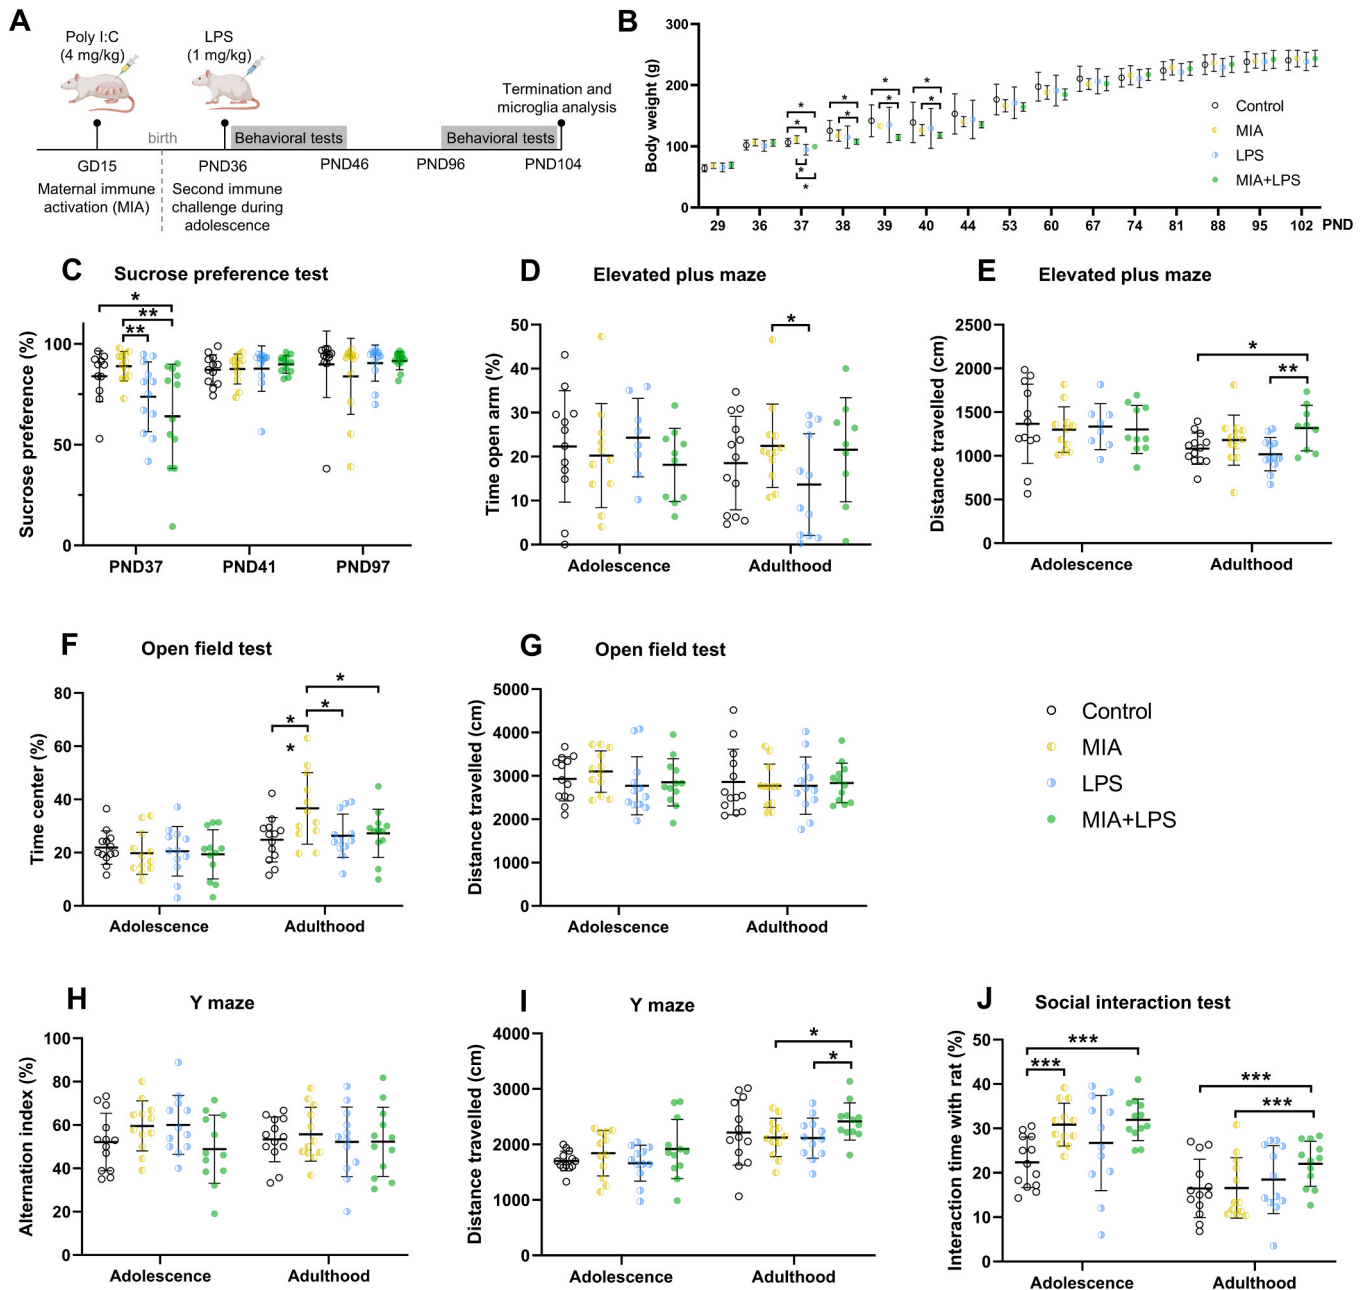 A
Poly I:C
(4 mg/kg)
LPS
(1 mg/kg)
Termination and
microglia analysis
birth
Behavioral tests
Behavioral tests
GD15
PND36
PND46
PND96
PND104
Maternal immune
activation (MIA)
Second immune
challenge during
adolescence
B
Body weight (g)
300
200
100
0
* * * * * * * * * *
29 36 37 38 39 40 44 53 60 67 74 81 88 95 102 PND
Control
MIA
LPS
MIA+LPS
C
Sucrose preference test
Sucrose preference (%)
100
50
0
*
**
**
PND37 PND41 PND97
D
Elevated plus maze
Time open arm (%)
50
40
30
20
10
0
*
Adolescence Adulthood
E
Elevated plus maze
Distance travelled (cm)
2500
2000
1500
1000
500
0
*
**
Adolescence Adulthood
F
Open field test
Time center (%)
80
60
40
20
0
*
*
*
*
Adolescence Adulthood
G
Open field test
Distance travelled (cm)
5000
4000
3000
2000
1000
0
Adolescence Adulthood
Control
MIA
LPS
MIA+LPS
H
Y maze
Alternation index (%)
100
80
60
40
20
0
Adolescence Adulthood
I
Y maze
Distance travelled (cm)
4000
3000
2000
1000
0
*
*
Adolescence Adulthood
J
Social interaction test
Interaction time with rat (%)
50
40
30
20
10
0
***
***
***
***
Adolescence Adulthood